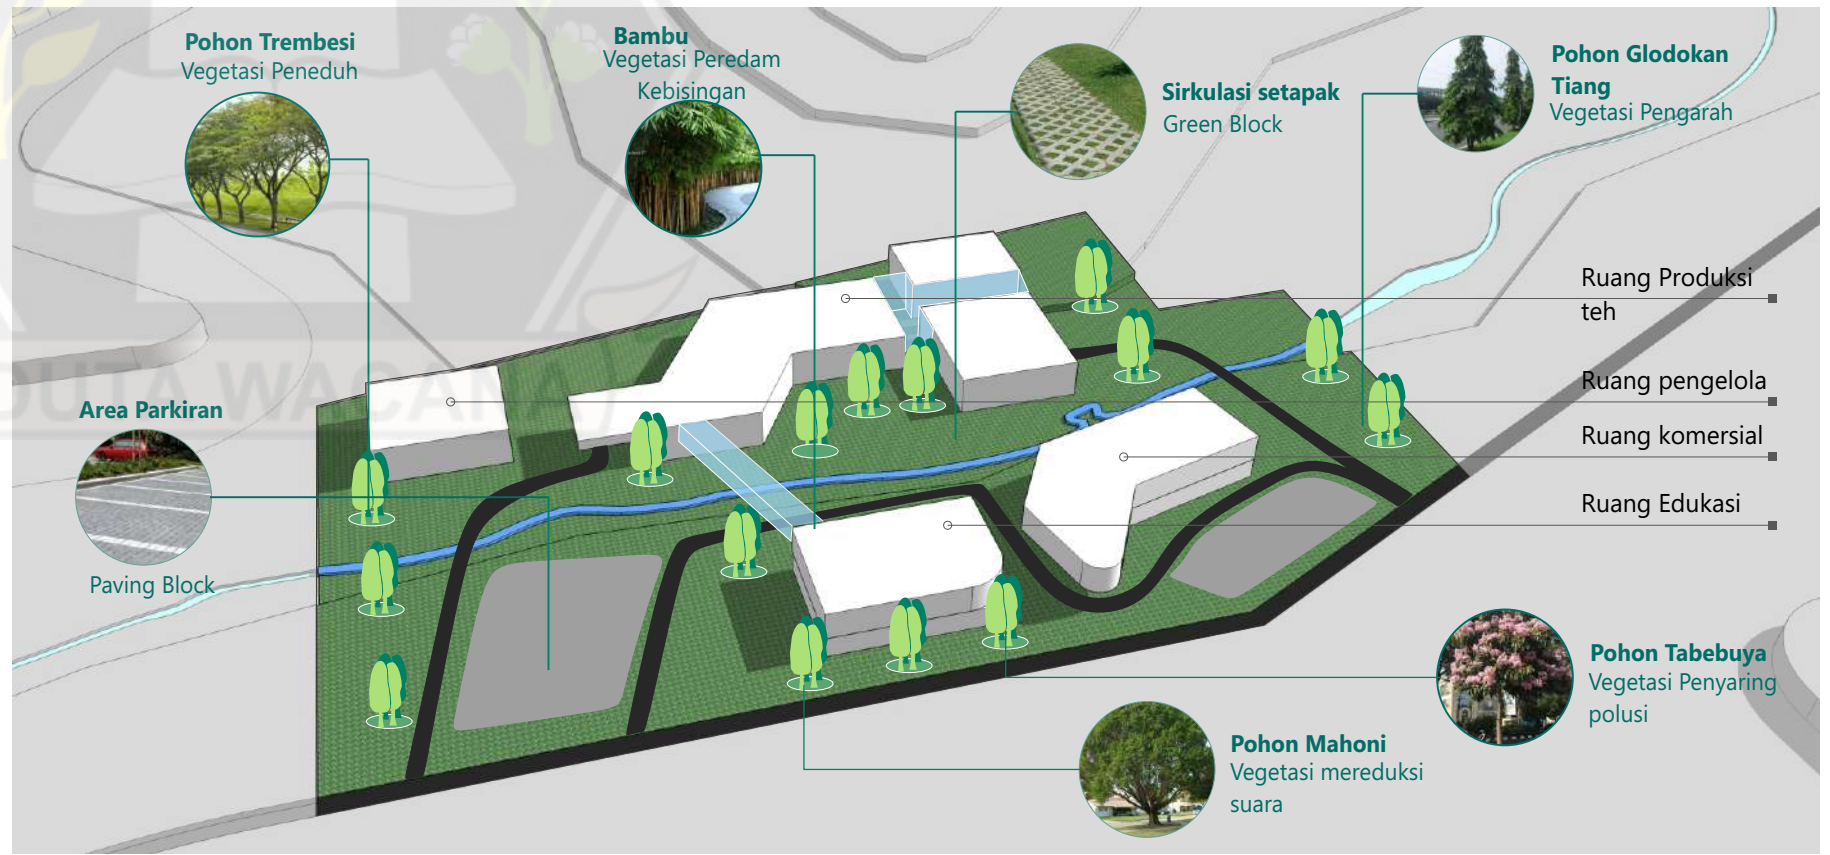 Pohon Trembesi
Vegetasi Peneduh
Bambu
Vegetasi Peredam
Kebisingan
Sirkulasi setapak
Green Block
Pohon Glodokan
Tiang
Vegetasi Pengarah
Ruang Produksi
teh
Ruang pengelola
Ruang komersial
Ruang Edukasi
Area Parkiran
Paving Block
DUTA WACANA
Pohon Tabebuya
Vegetasi Penyaring
polusi
Pohon Mahoni
Vegetasi mereduksi
suara